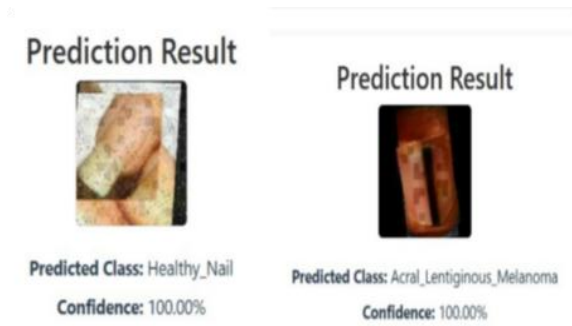 Prediction Result
Predicted Class: Healthy_Nail
Confidence: 100.00%
Prediction Result
Predicted Class: Acral_Lentiginous_Melanoma
Confidence: 100.00%